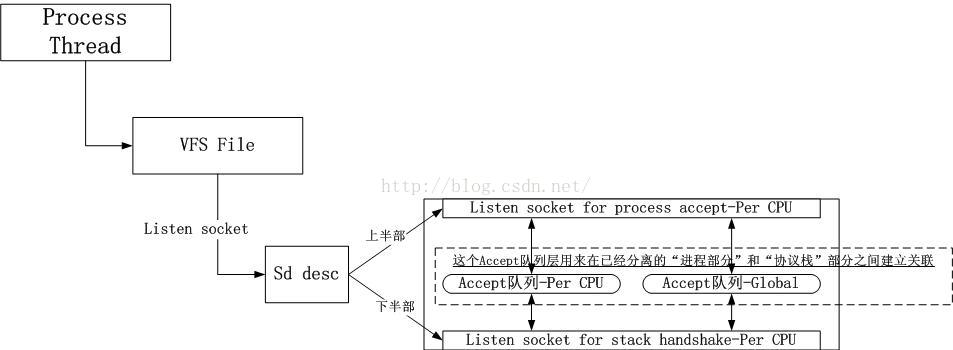 Process
Thread
VFS File
http://blog.csdn.net/
Listen socket for process accept-Per CPU
Listen socket
上半部
这个Accept队列层用来在已经分离的“进程部分”和“协议栈”部分之间建立关联
Sd desc
Accept队列-Per CPU
Accept队列-Global
下半部
Listen socket for stack handshake-Per CPU